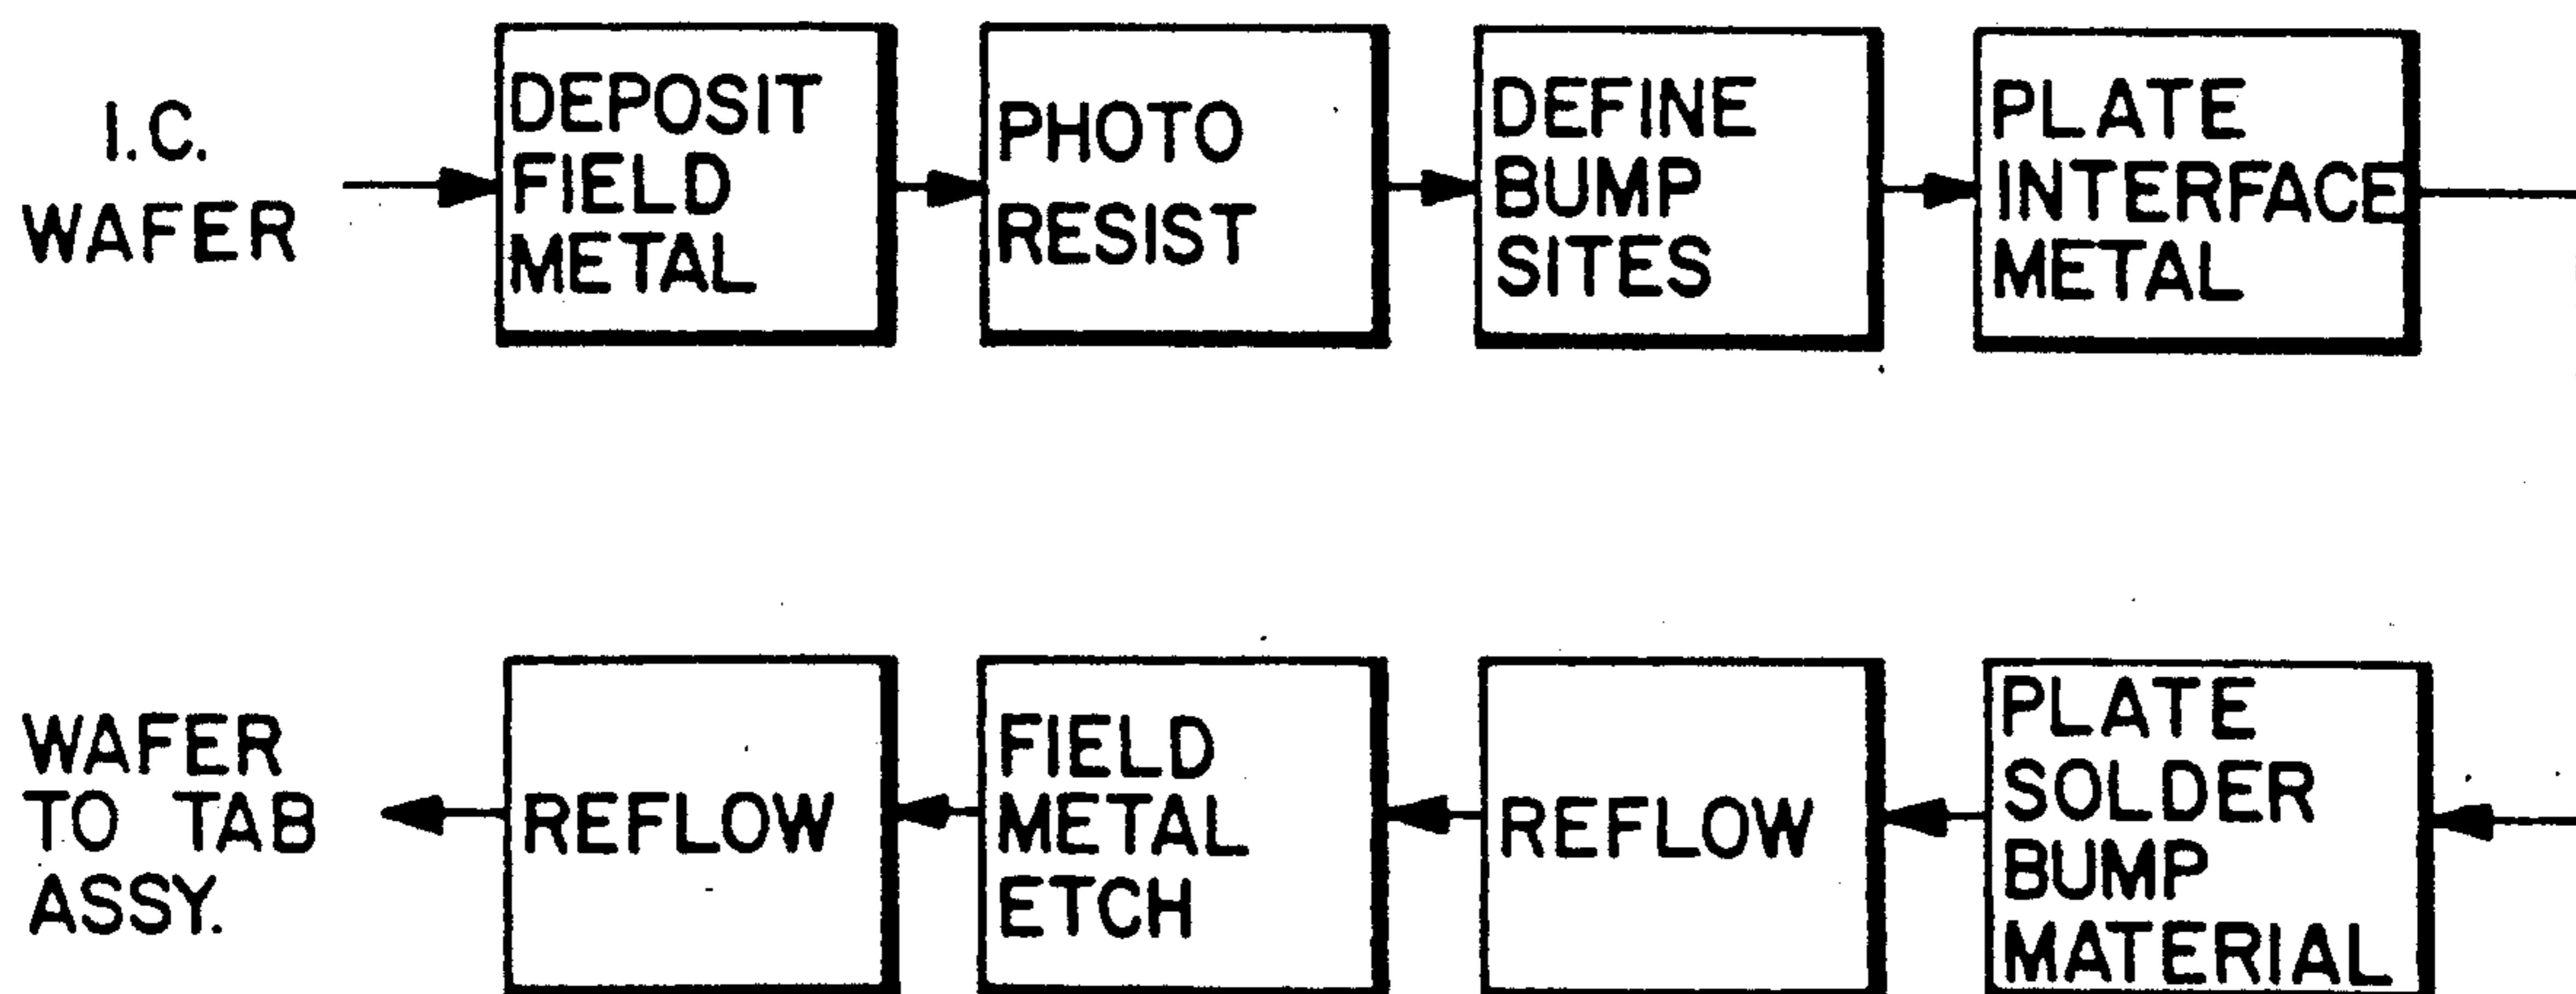 I.C.
WAFER
DEPOSIT
FIELD
METAL
PHOTO
RESIST
DEFINE
BUMP
SITES
PLATE
INTERFACE
METAL
PLATE
SOLDER
BUMP
MATERIAL
REFLOW
FIELD
METAL
ETCH
REFLOW
WAFER
TO TAB
ASSY.